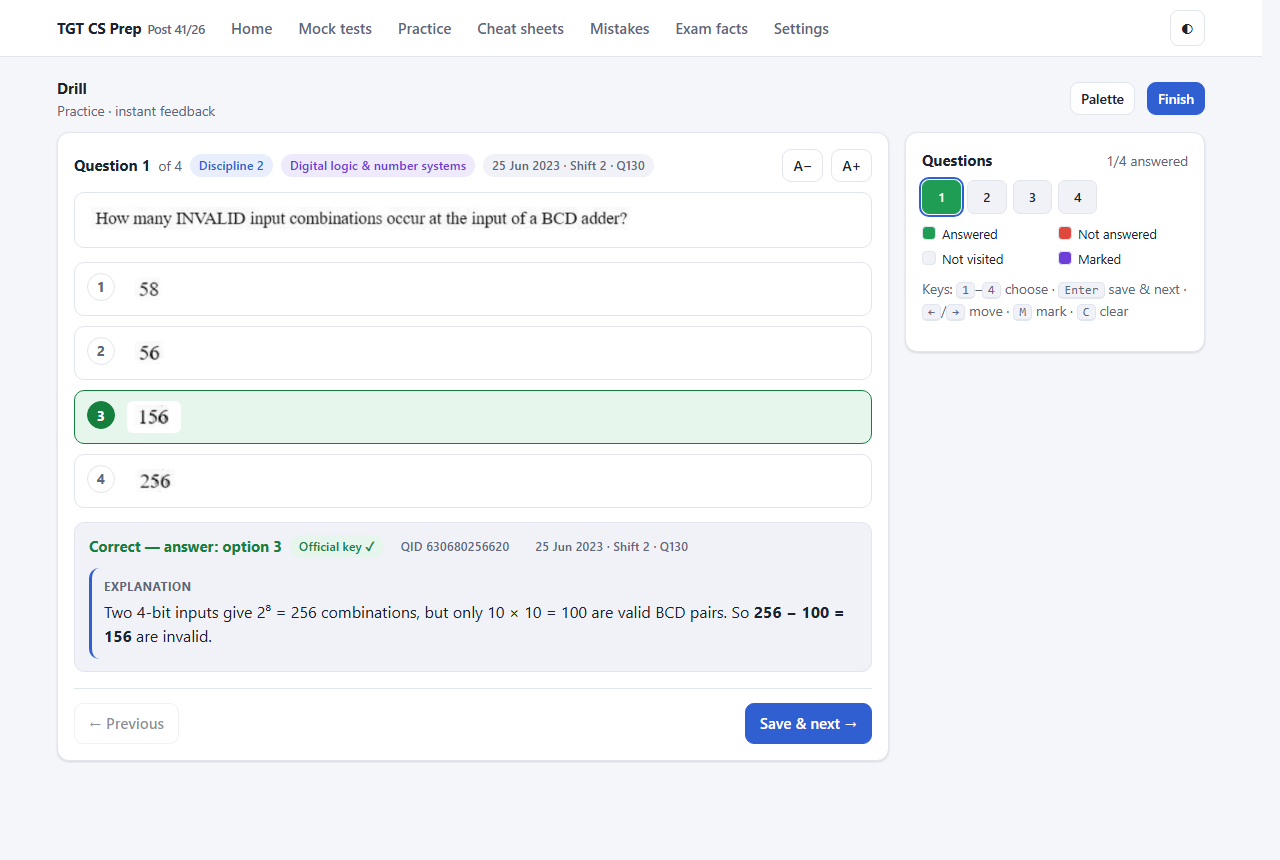 TGT CS Prep Post 41/26 Home Mock tests Practice Cheat sheets Mistakes Exam facts Settings
Drill
Practice · instant feedback
Palette
Finish
Question 1 of 4 Discipline 2 Digital logic & number systems 25 Jun 2023 · Shift 2 · Q130 A− A+
How many INVALID input combinations occur at the input of a BCD adder?
1 58
2 56
3 156
4 256
Correct — answer: option 3 Official key ✓ QID 630680256620 25 Jun 2023 · Shift 2 · Q130
EXPLANATION
Two 4-bit inputs give 2⁸ = 256 combinations, but only 10 × 10 = 100 are valid BCD pairs. So 256 − 100 =
156 are invalid.
← Previous
Save & next →
Questions 1/4 answered
1 2 3 4
Answered Not answered
Not visited Marked
Keys: 1–4 choose · Enter save & next ·
←/→ move · M mark · C clear